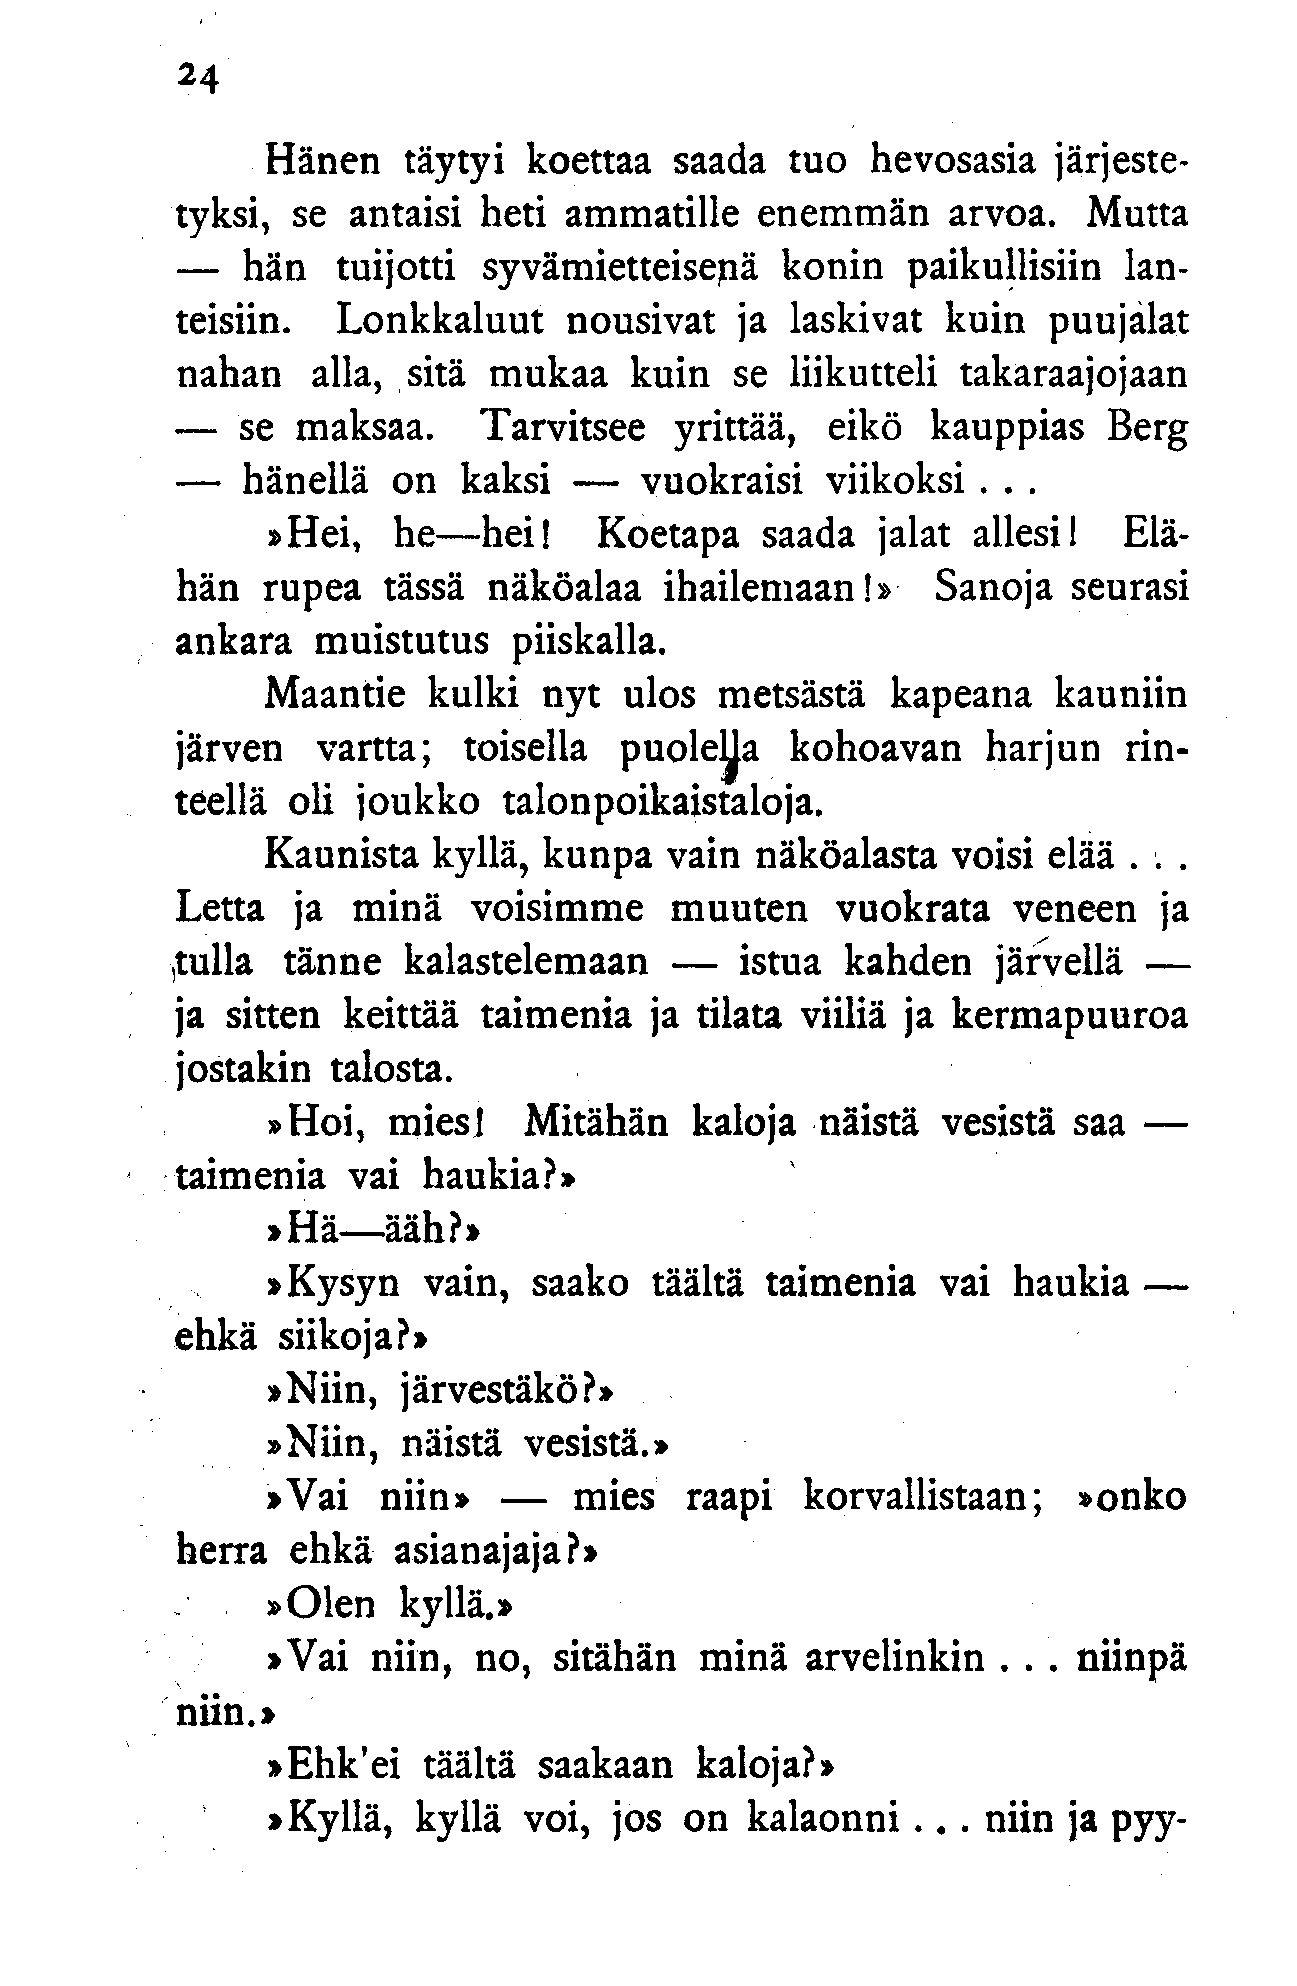 24
Hänen täytyi koettaa saada tuo hevosasia järjeste-
tyksi, se antaisi heti ammatille enemmän arvoa. Mutta
— hän tuijotti syvämietteisenä konin paikullisiin lan-
teisiin. Lonkkaluut nousivat ja laskivat kuin puujalat
nahan alla, sitä mukaa kuin se liikutteli takaraajojaan
— se maksaa. Tarvitsee yrittää, eikö kauppias Berg
— hänellä on kaksi — vuokraisi viikoksi . . .
»Hei, he—hei! Koetapa saada jalat allesi! Elä-
hän rupea tässä näköalaa ihailemaan!» Sanoja seurasi
ankara muistutus piiskalla.
Maantie kulki nyt ulos metsästä kapeana kauniin
järven vartta; toisella puolella kohoavan harjun rin-
teellä oli joukko talonpoikaistaloja.
Kaunista kyllä, kunpa vain näköalasta voisi elää . . .
Letta ja minä voisimme muuten vuokrata veneen ja
tulla tänne kalastelemaan — istua kahden järvellä —
ja sitten keittää taimenia ja tilata viiliä ja kermapuuroa
jostakin talosta.
»Hoi, mies! Mitähän kaloja näistä vesistä saa —
taimenia vai haukia?»
»Hä—ääh?»
»Kysyn vain, saako täältä taimenia vai haukia —
ehkä siikoja?»
»Niin, järvestäkö?»
»Niin, näistä vesistä.»
»Vai niin» — mies raapi korvallistaan; »onko
herra ehkä asianajaja?»
»Olen kyllä.»
»Vai niin, no, sitähän minä arvelinkin . . . niinpä
niin.»
»Ehk'ei täältä saakaan kaloja?»
»Kyllä, kyllä voi, jos on kalaonni . . . niin ja pyy-